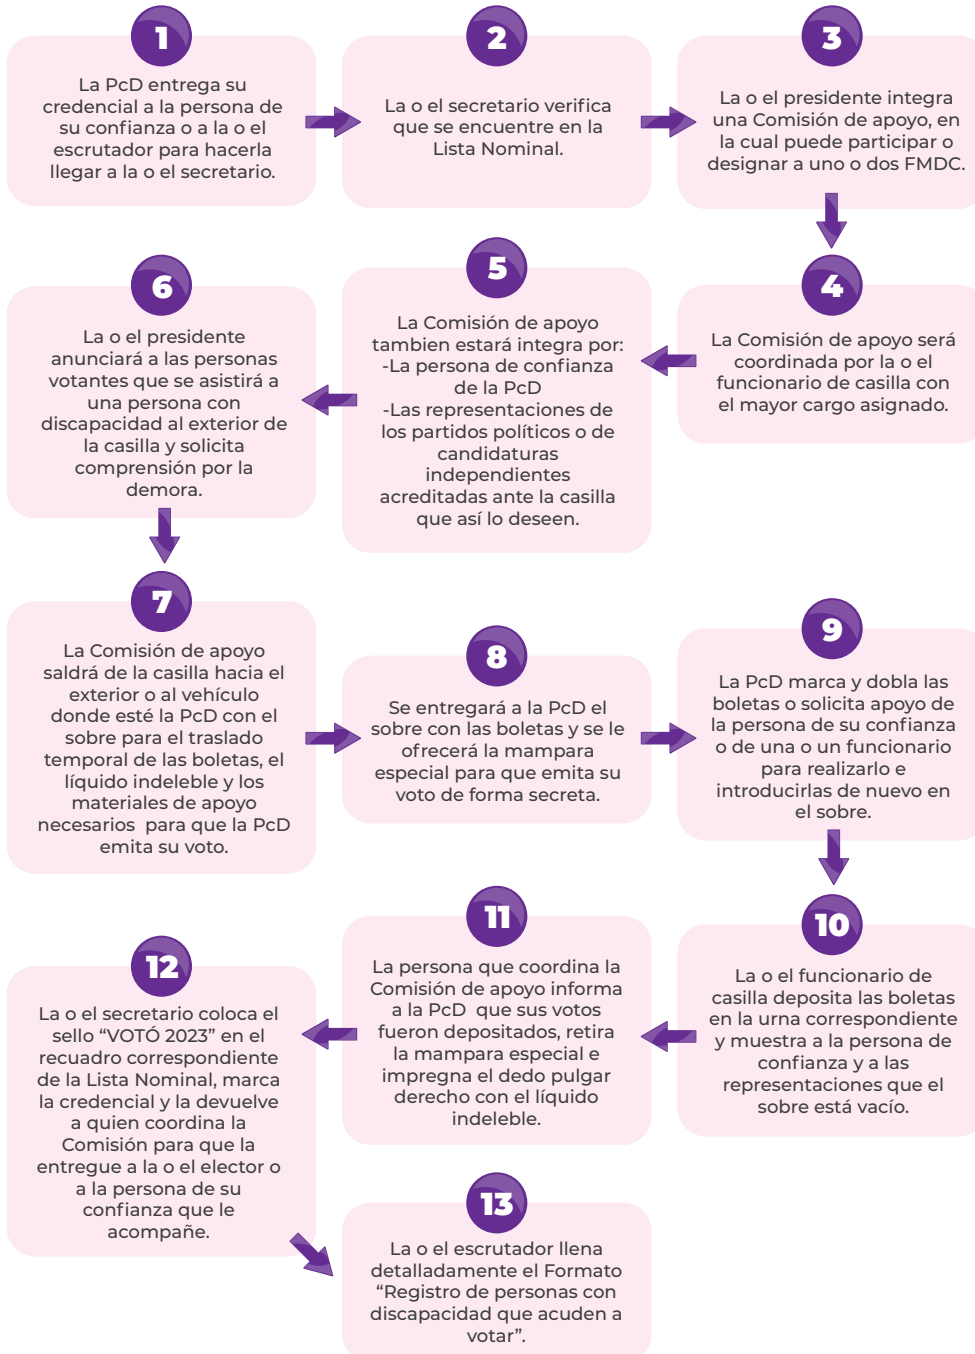 1
La PcD entrega su
credencial a la persona de
su confianza o a la o el
escrutador para hacerla
llegar a la o el secretario.
2
La o el secretario verifica
que se encuentre en la
Lista Nominal.
3
La o el presidente integra
una Comisión de apoyo, en
la cual puede participar o
designar a uno o dos FMDC.
4
La Comisión de apoyo será
coordinada por la o el
funcionario de casilla con
el mayor cargo asignado.
5
La Comisión de apoyo
tambien estará integra por:
-La persona de confianza
de la PcD
-Las representaciones de
los partidos políticos o de
candidaturas
independientes
acreditadas ante la casilla
que así lo deseen.
6
La o el presidente
anunciará a las personas
votantes que se asistirá a
una persona con
discapacidad al exterior de
la casilla y solicita
comprensión por la
demora.
7
La Comisión de apoyo
saldrá de la casilla hacia el
exterior o al vehículo
donde esté la PcD con el
sobre para el traslado
temporal de las boletas, el
líquido indeleble y los
materiales de apoyo
necesarios para que la PcD
emita su voto.
8
Se entregará a la PcD el
sobre con las boletas y se le
ofrecerá la mampara
especial para que emita su
voto de forma secreta.
9
La PcD marca y dobla las
boletas o solicita apoyo de
la persona de su confianza
o de una o un funcionario
para realizarlo e
introducirlas de nuevo en
el sobre.
10
La o el funcionario de
casilla deposita las boletas
en la urna correspondiente
y muestra a la persona de
confianza y a las
representaciones que el
sobre está vacío.
11
La persona que coordina la
Comisión de apoyo informa
a la PcD que sus votos
fueron depositados, retira
la mampara especial e
impregna el dedo pulgar
derecho con el líquido
indeleble.
12
La o el secretario coloca el
sello “VOTÓ 2023” en el
recuadro correspondiente
de la Lista Nominal, marca
la credencial y la devuelve
a quien coordina la
Comisión para que la
entregue a la o el elector o
a la persona de su
confianza que le
acompañe.
13
La o el escrutador llena
detalladamente el Formato
“Registro de personas con
discapacidad que acuden a
votar”.